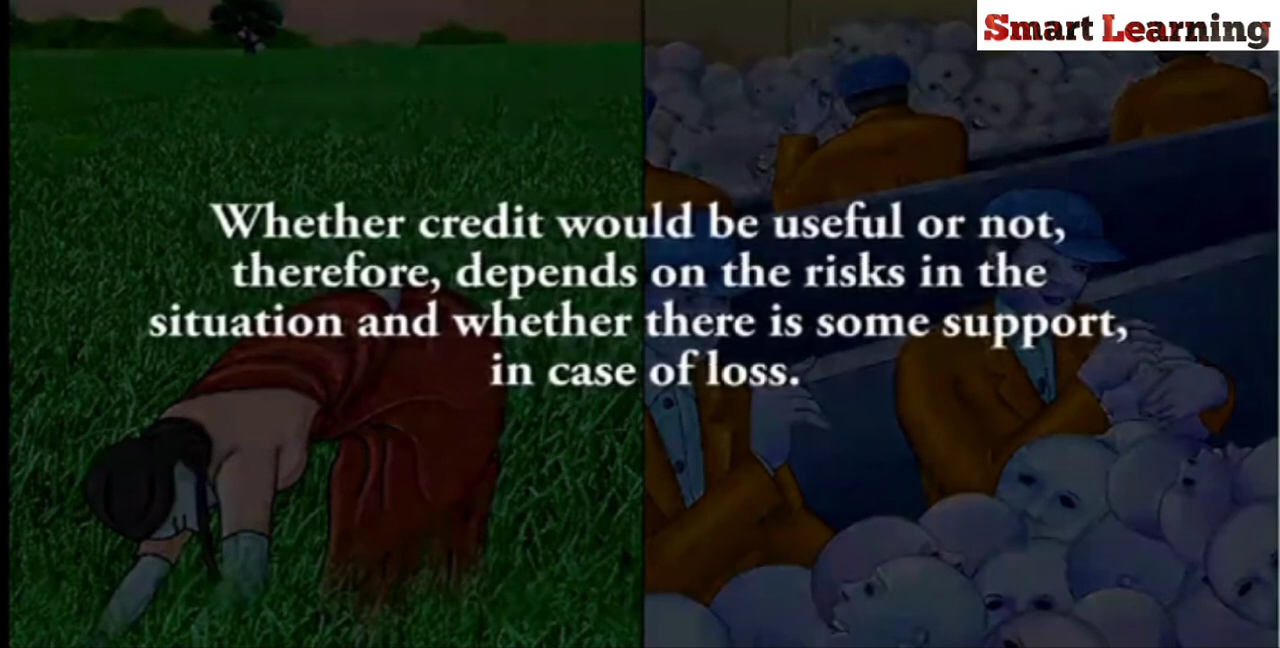 Smart Learning
Whether credit would be useful or not,
therefore, depends on the risks in the
situation and whether there is some support,
in case of loss.